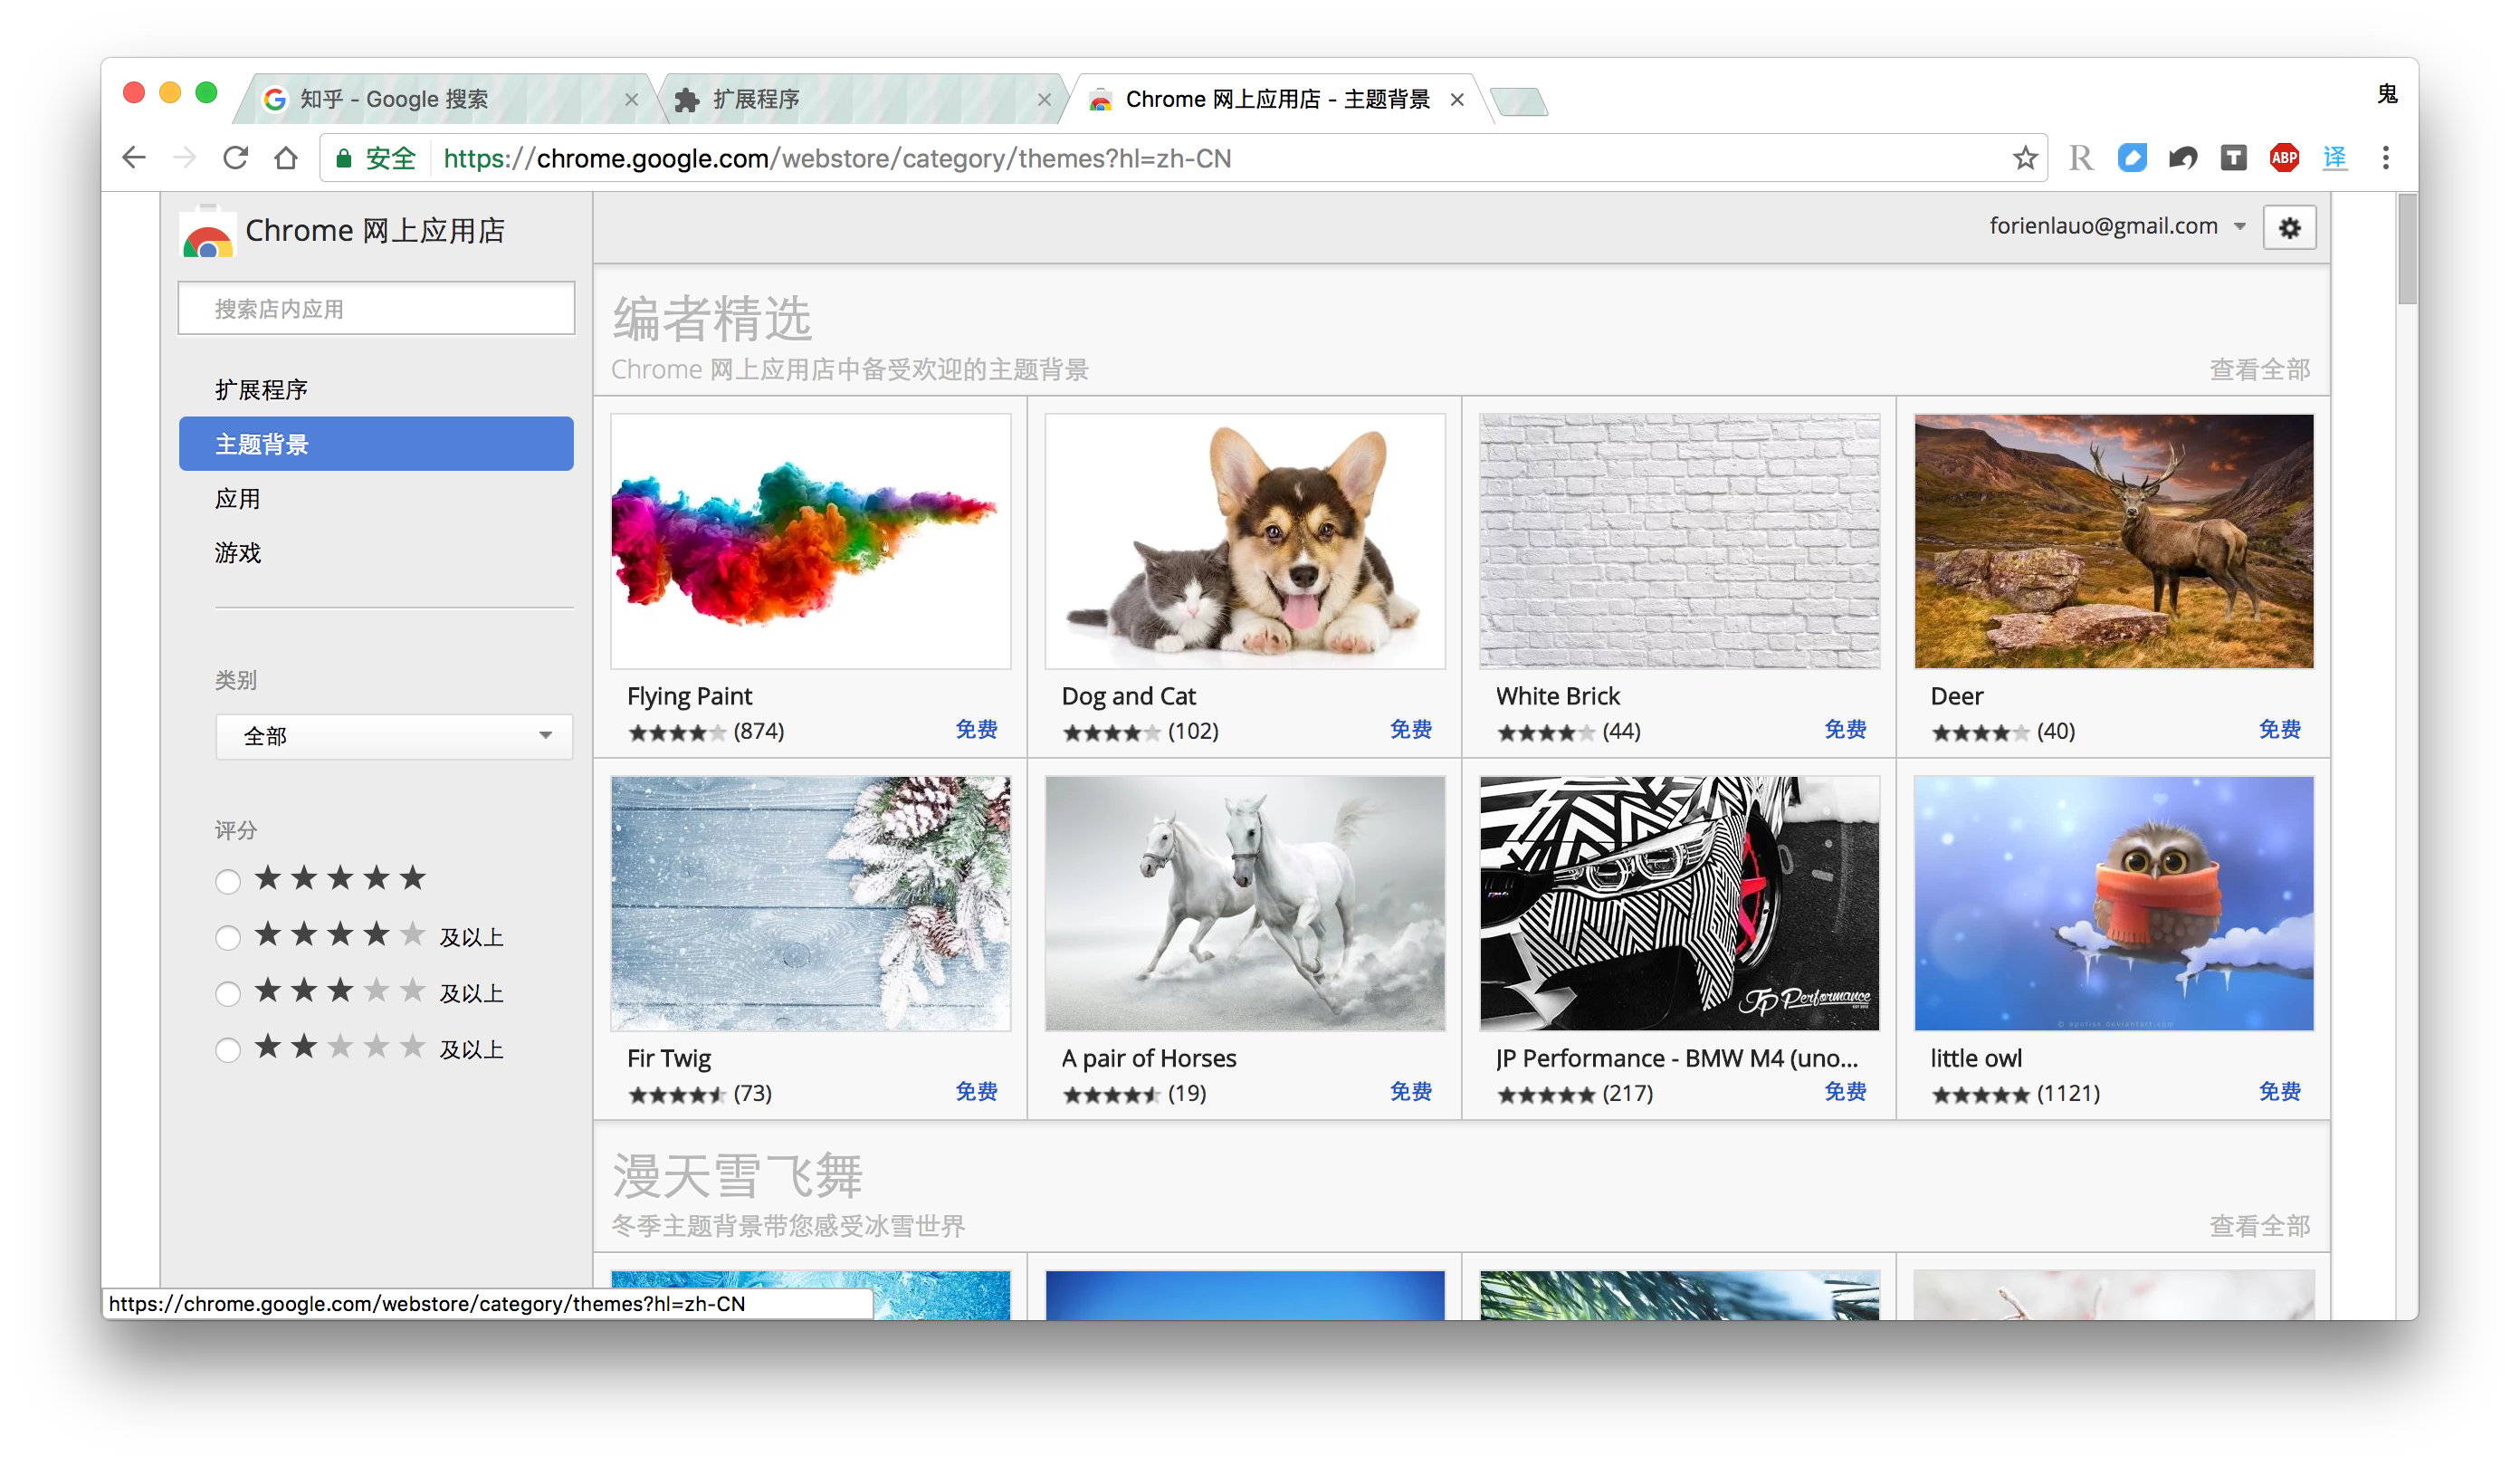 知乎 - Google 搜索
扩展程序
Chrome 网上应用店 - 主题背景
鬼
安全
https://chrome.google.com/webstore/category/themes?hl=zh-CN
R
T
ABP
译
Chrome 网上应用店
forienlauo@gmail.com
搜索店内应用
扩展程序
主题背景
应用
游戏
类别
全部
评分
及以上
及以上
及以上
编者精选
Chrome 网上应用店中备受欢迎的主题背景
查看全部
Flying Paint
(874)
免费
Dog and Cat
(102)
免费
White Brick
(44)
免费
Deer
(40)
免费
JP Performance
Fir Twig
(73)
免费
A pair of Horses
(19)
免费
JP Performance - BMW M4 (uno...
(217)
免费
little owl
(1121)
免费
漫天雪飞舞
冬季主题背景带您感受冰雪世界
查看全部
https://chrome.google.com/webstore/category/themes?hl=zh-CN